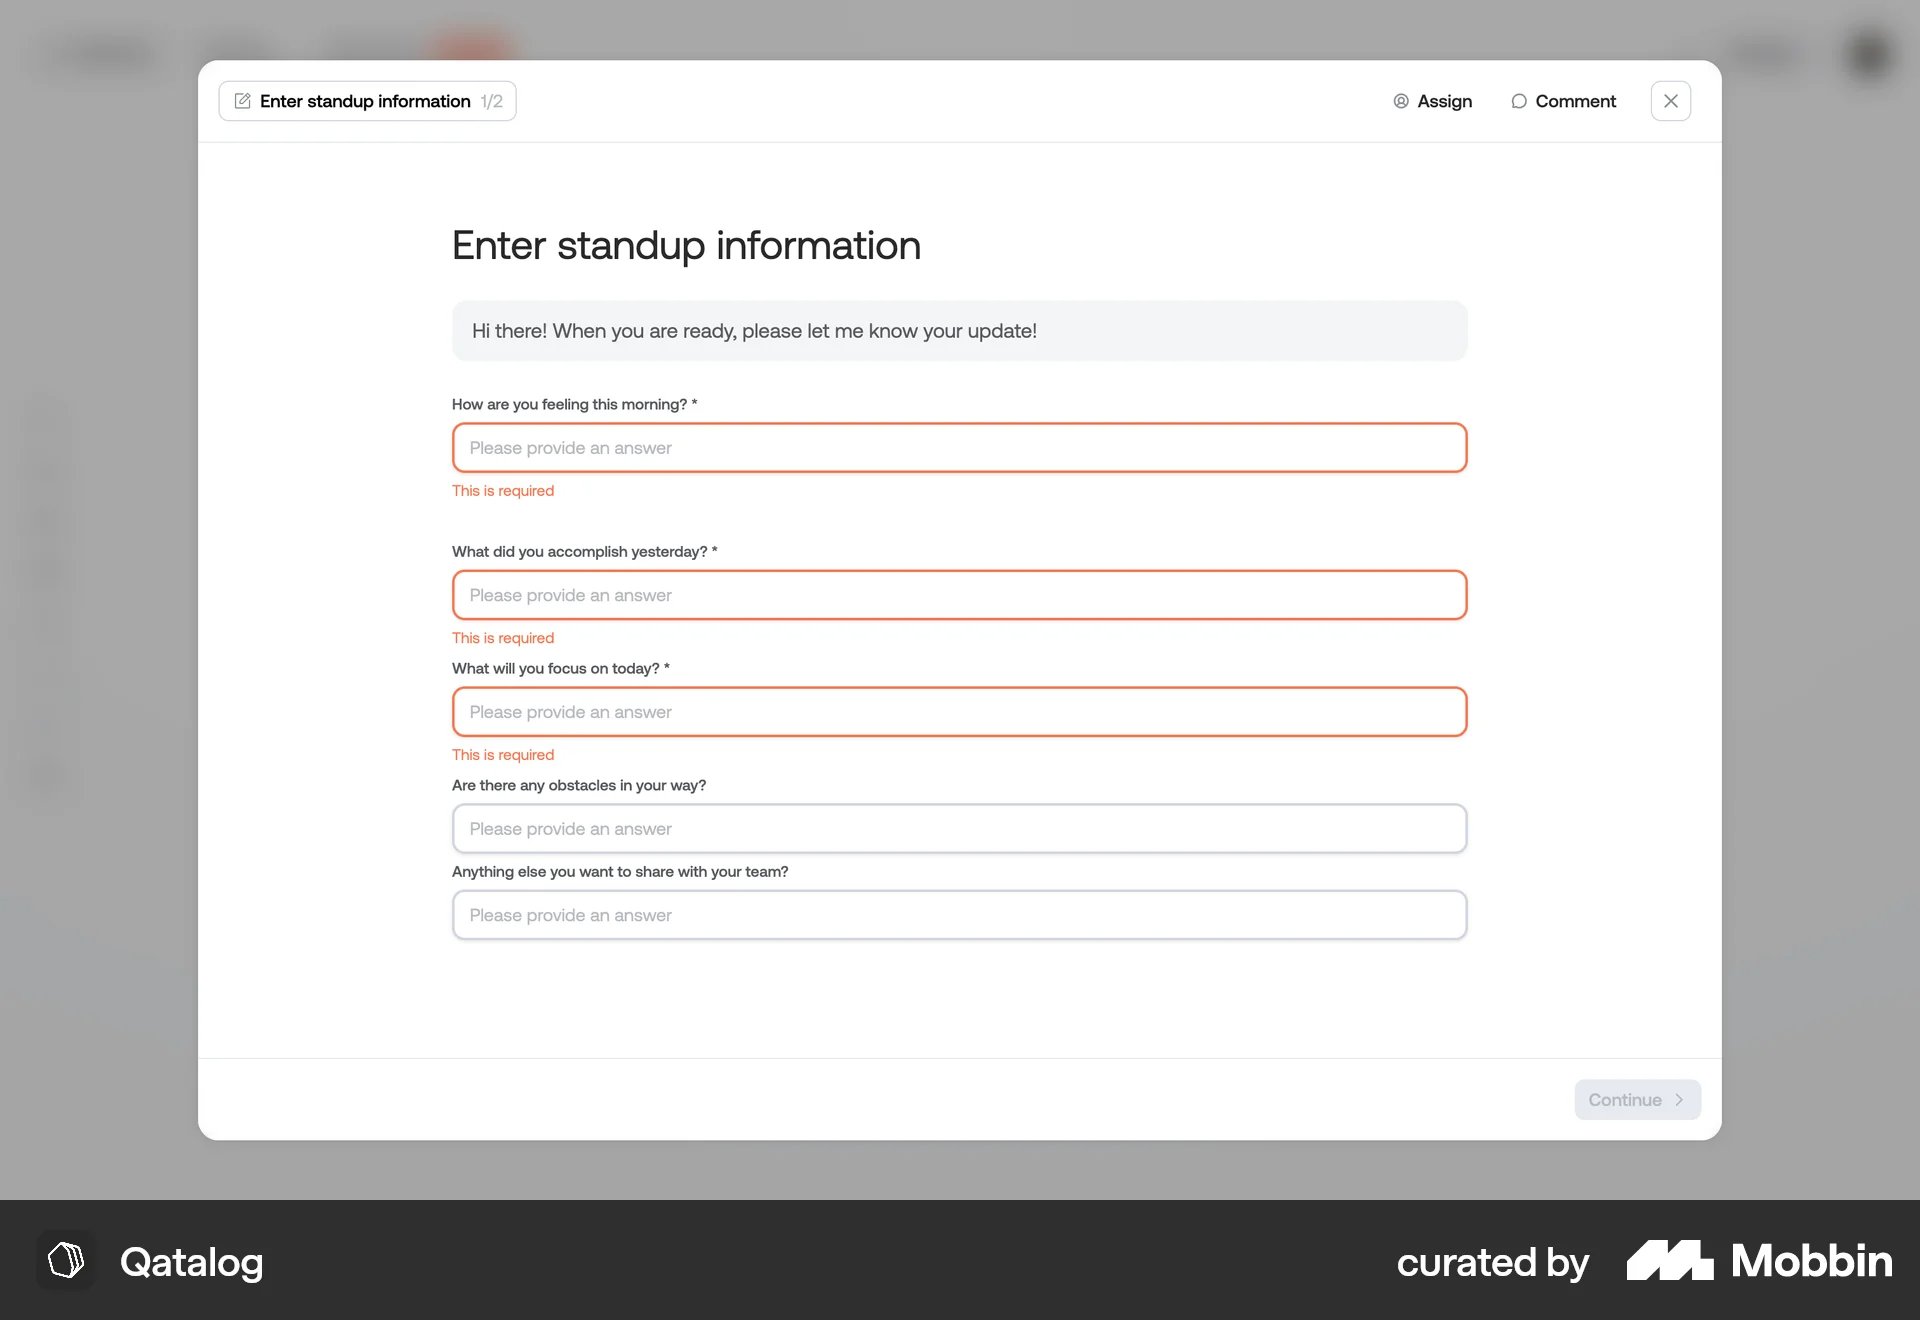 Enter standup information 1/2
Assign
Comment
Enter standup information
Hi there! When you are ready, please let me know your update!
How are you feeling this morning? *
Please provide an answer
This is required
What did you accomplish yesterday? *
Please provide an answer
This is required
What will you focus on today? *
Please provide an answer
This is required
Are there any obstacles in your way?
Please provide an answer
Anything else you want to share with your team?
Please provide an answer
Continue
Qatalog
curated by Mobbin